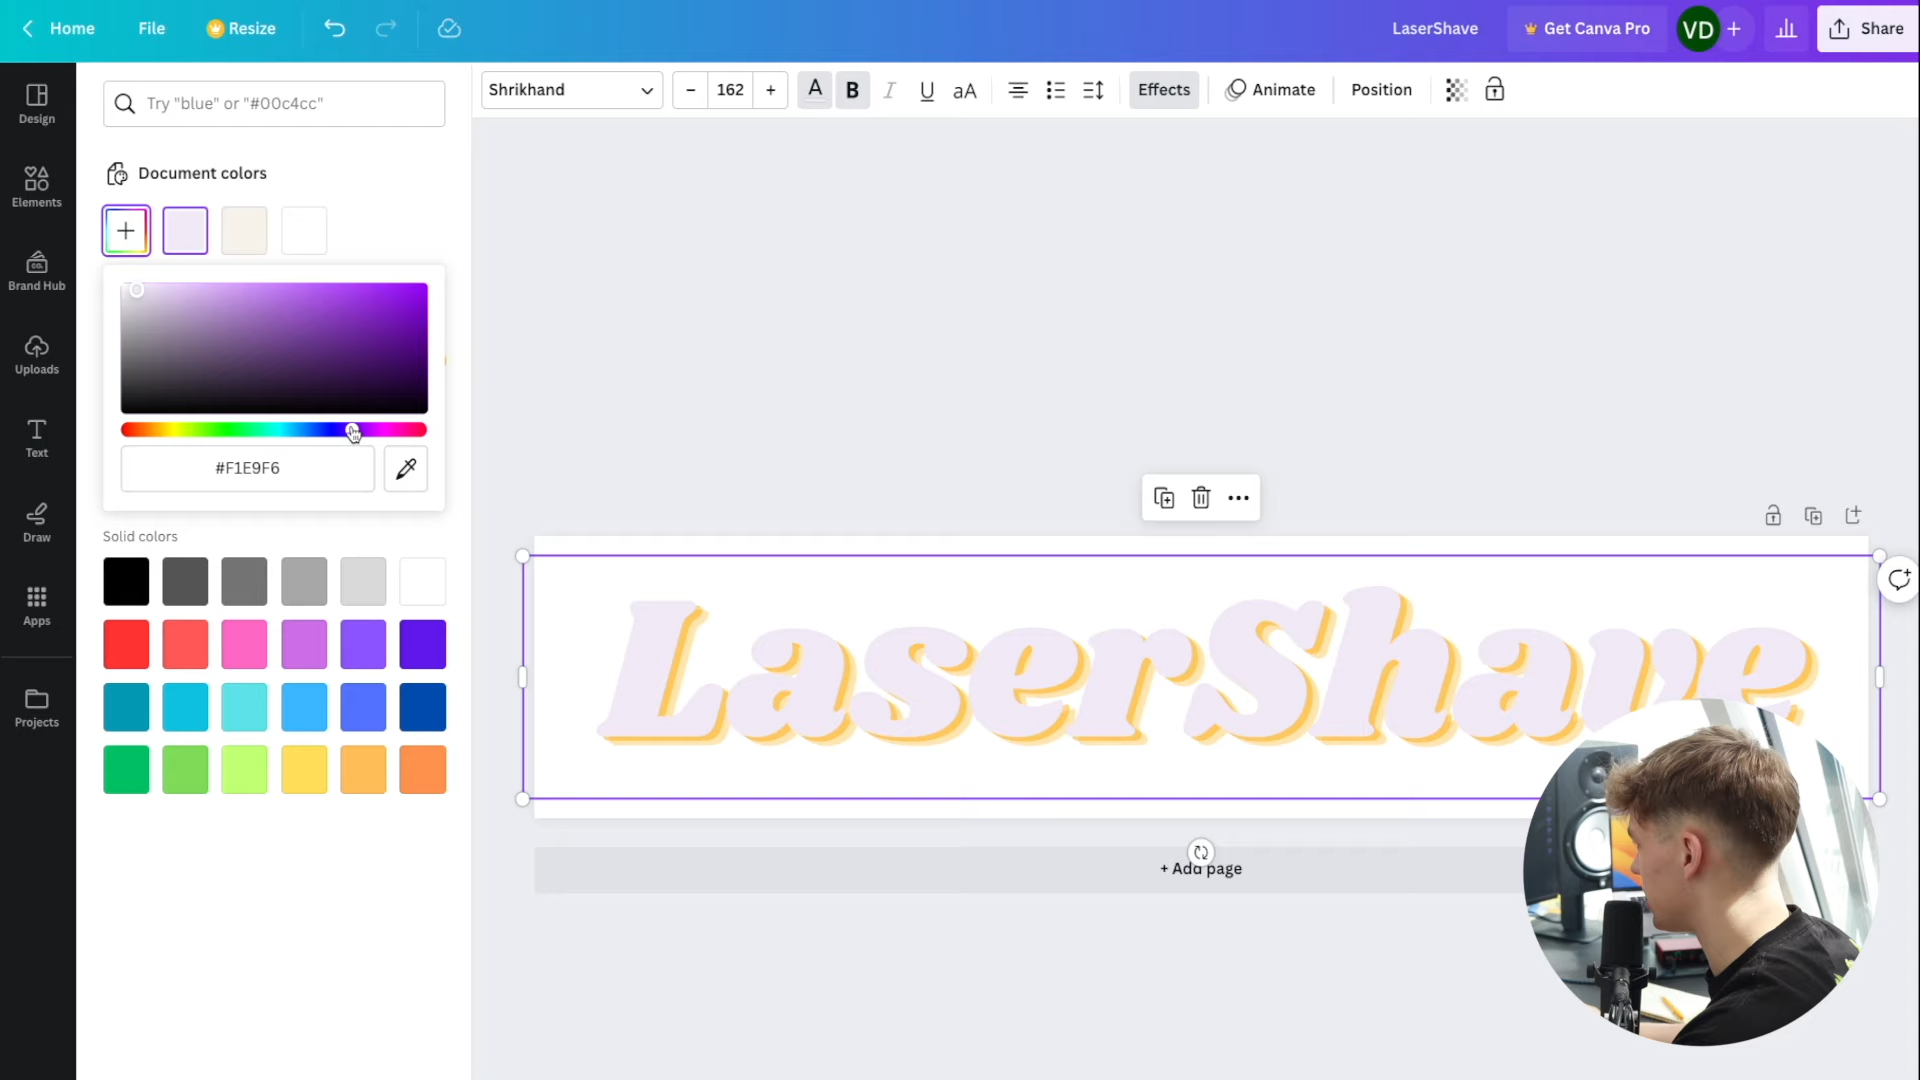 Home
File
Resize
LaserShave
Get Canva Pro
VD
+
Share
Design
Elements
Brand Hub
Uploads
Text
Draw
Apps
Projects
Try "blue" or "#00c4cc"
Document colors
#F1E9F6
Solid colors
Shrikhand
– 162 +
A B I U aA
Effects
Animate
Position
LaserShave
+ Add page